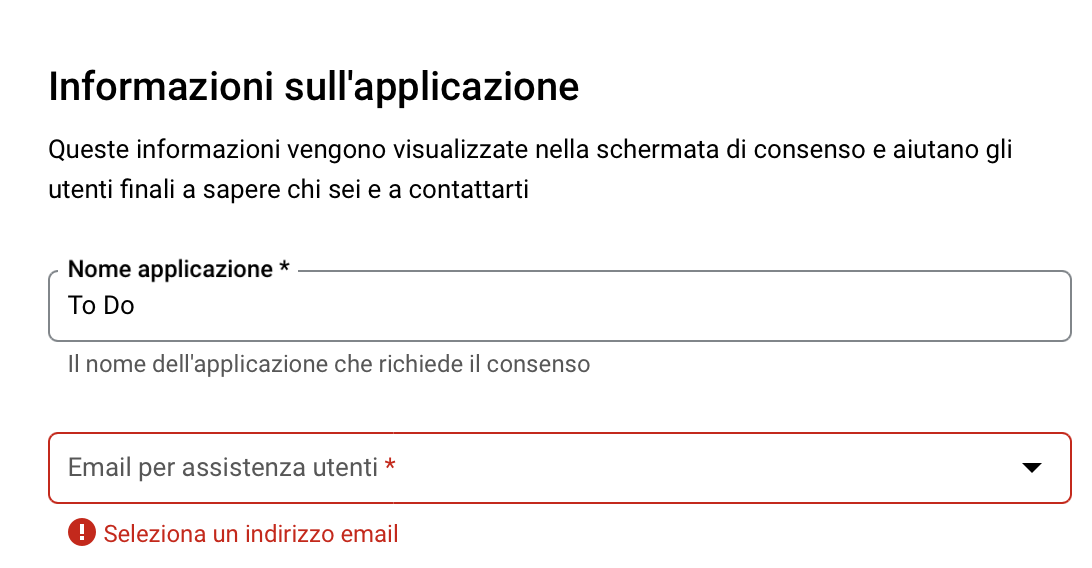 Informazioni sull'applicazione
Queste informazioni vengono visualizzate nella schermata di consenso e aiutano gli
utenti finali a sapere chi sei e a contattarti
Nome applicazione *
To Do
Il nome dell'applicazione che richiede il consenso
Email per assistenza utenti *
Seleziona un indirizzo email